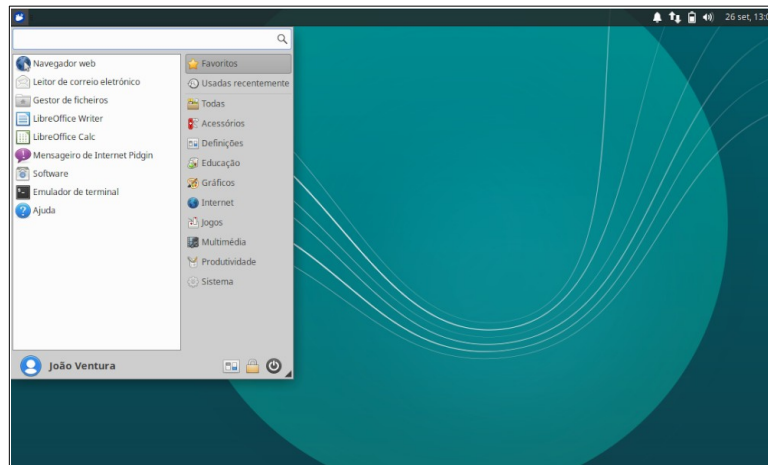 26 set, 13:0
Navegador web
Leitor de correio eletrónico
Gestor de ficheiros
LibreOffice Writer
LibreOffice Calc
Mensageiro de Internet Pidgin
Software
Emulador de terminal
Ajuda
Favoritos
Usadas recentemente
Todas
Acessórios
Definições
Educação
Gráficos
Internet
Jogos
Multimédia
Produtividade
Sistema
João Ventura